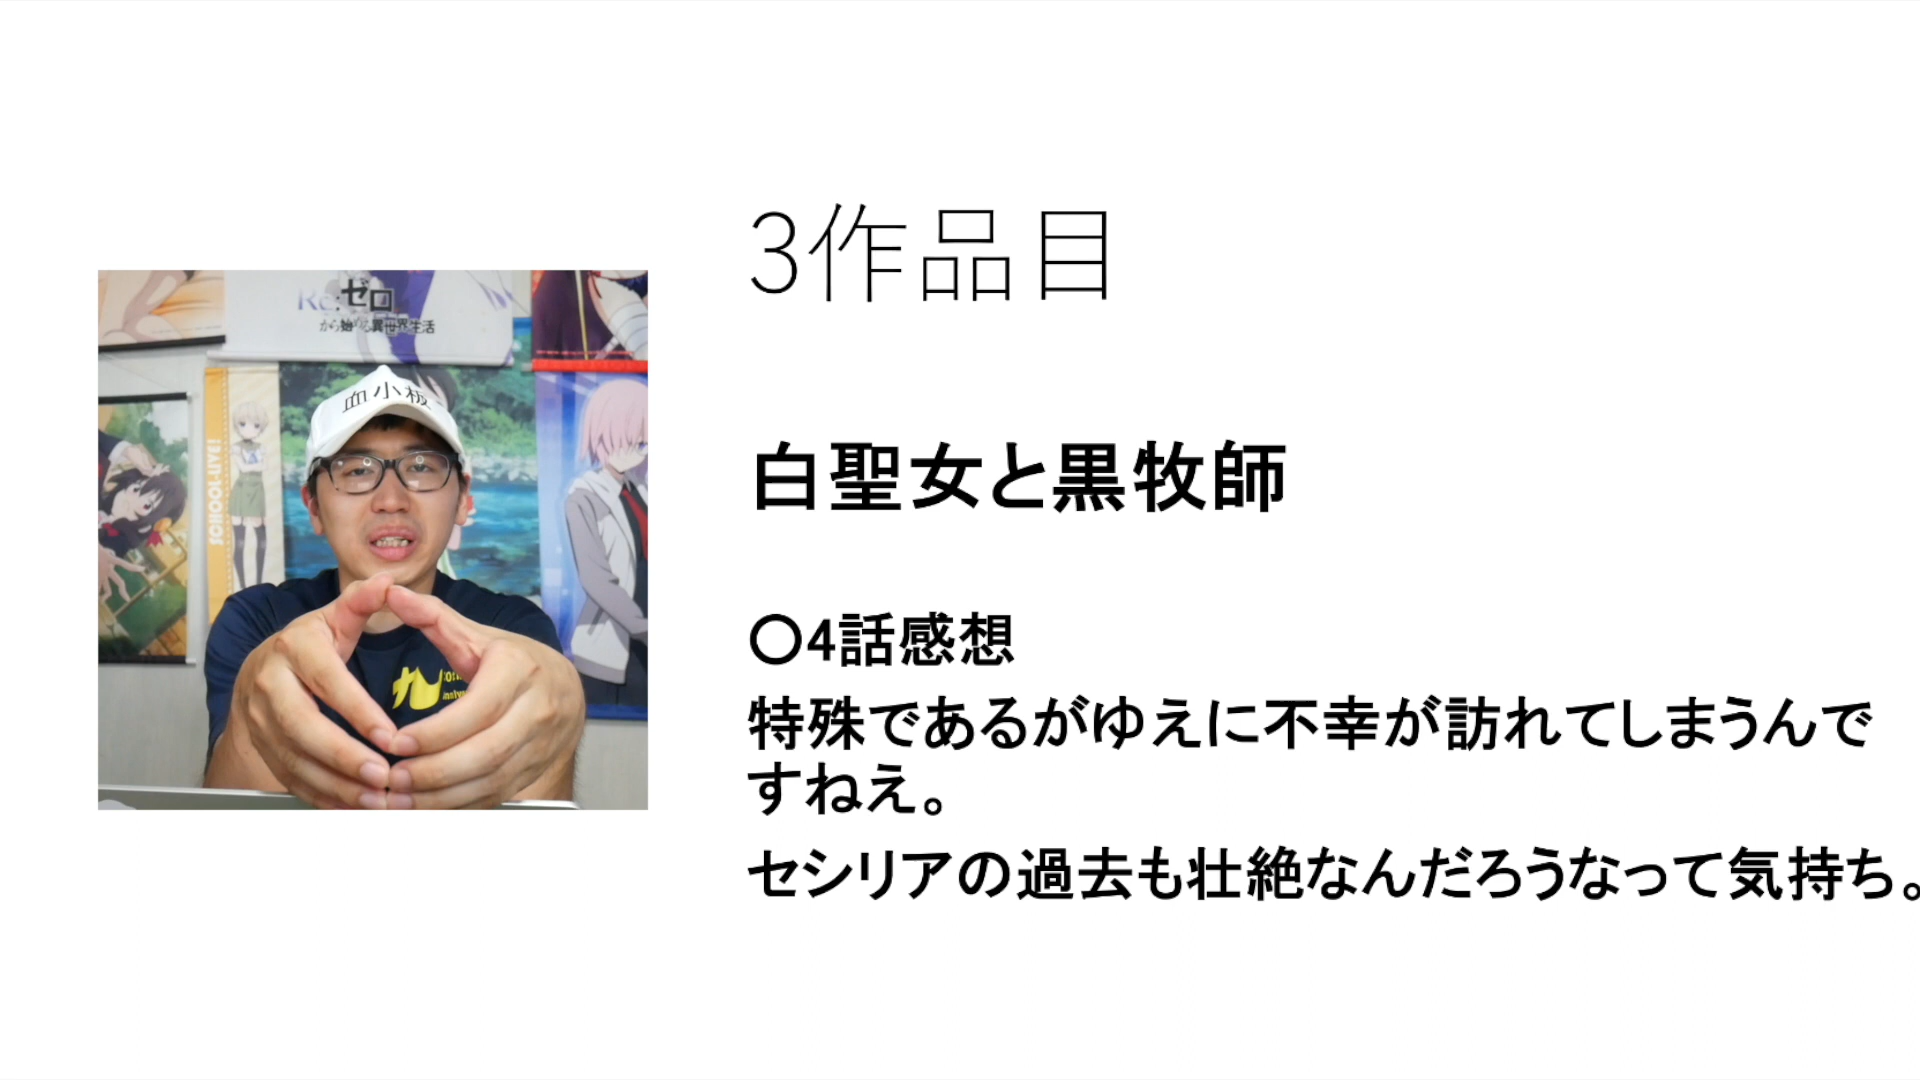 3作品目
白聖女と黒牧師
〇4話感想
特殊であるがゆえに不幸が訪れてしまうんで
すねえ。
セシリアの過去も壮絶なんだろうなって気持ち。
Re:ゼロ
から始める異世界生活
血小板
SCHOOL-LIVE!